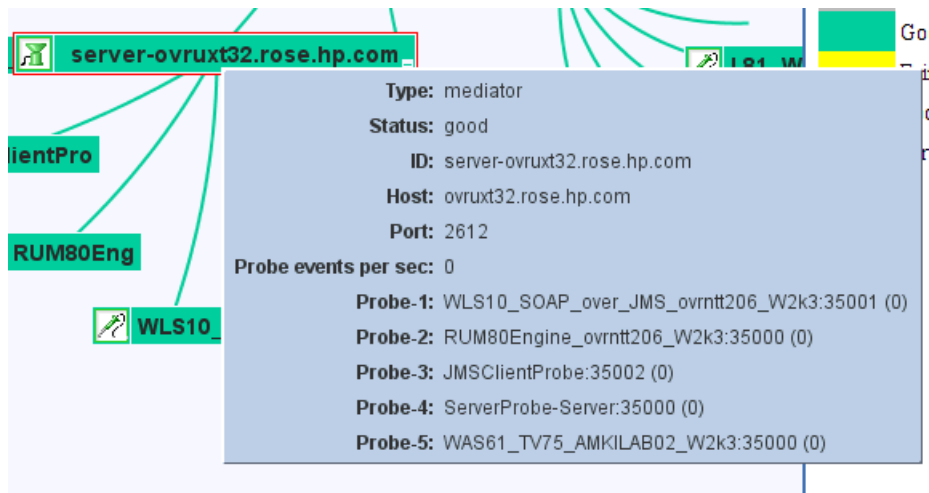 server-ovruxt32.rose.hp.com
Go
L81_W
Type: mediator
Status: good
ID: server-ovruxt32.rose.hp.com
lientPro
Host: ovruxt32.rose.hp.com
Port: 2612
RUM80Eng
Probe events per sec: 0
Probe-1: WLS10_SOAP_over_JMS_ovrntt206_W2k3:35001 (0)
WLS10_
Probe-2: RUM80Engine_ovrntt206_W2k3:35000 (0)
Probe-3: JMSClientProbe:35002 (0)
Probe-4: ServerProbe-Server:35000 (0)
Probe-5: WAS61_TV75_AMKILAB02_W2k3:35000 (0)